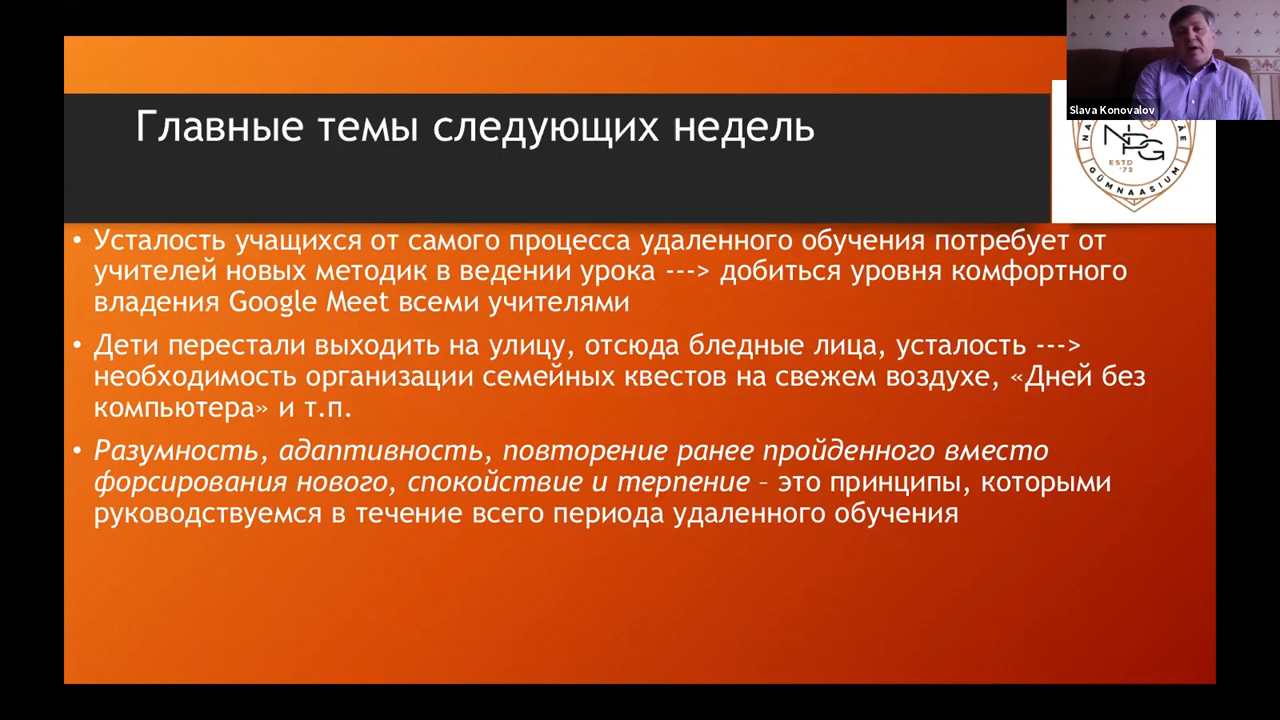 Slava Konovalov
Главные темы следующих недель
NPG
ESTD
'73
GÜMNAASIUM
• Усталость учащихся от самого процесса удаленного обучения потребует от
учителей новых методик в ведении урока ---> добиться уровня комфортного
владения Google Meet всеми учителями
• Дети перестали выходить на улицу, отсюда бледные лица, усталость --->
необходимость организации семейных квестов на свежем воздухе, «Дней без
компьютера» и т.п.
• Разумность, адаптивность, повторение ранее пройденного вместо
форсирования нового, спокойствие и терпение – это принципы, которыми
руководствуемся в течение всего периода удаленного обучения